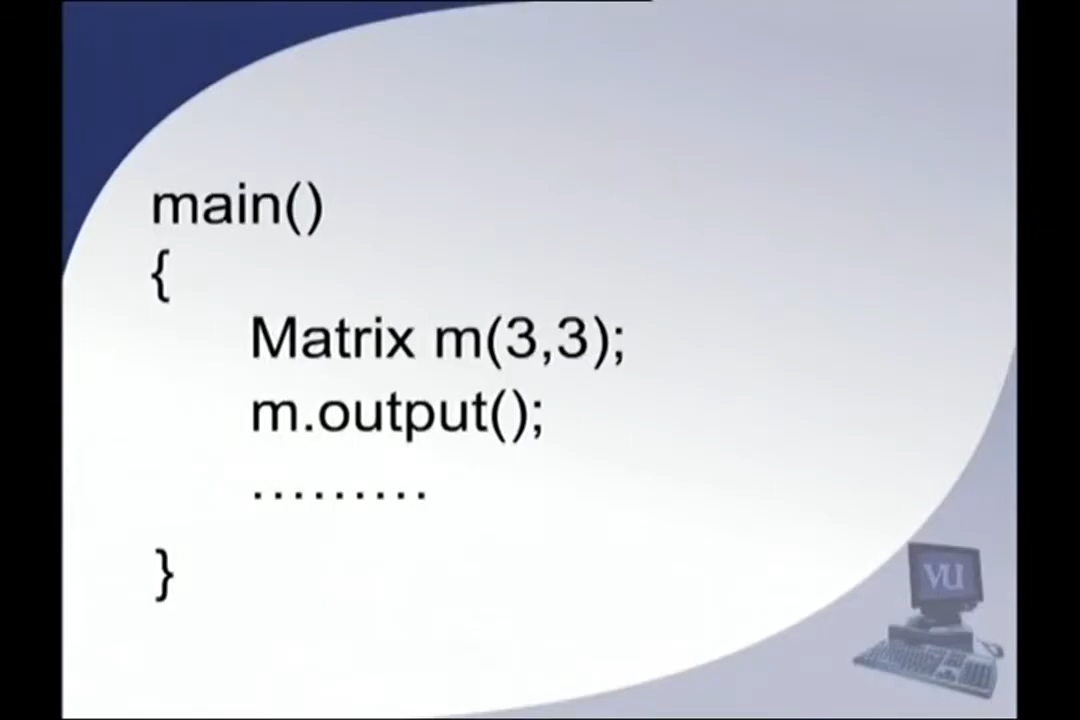 main()
{
Matrix m(3,3);
m.output();
.........
}
VU